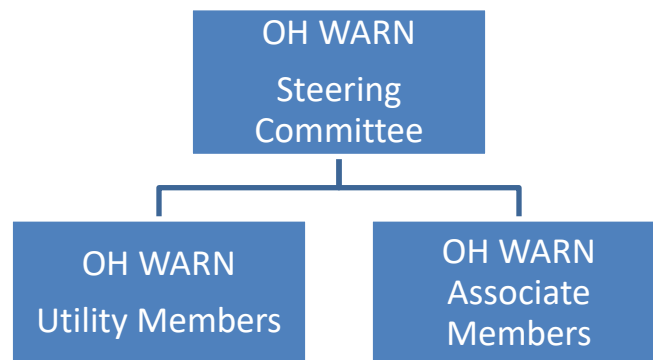 OH WARN
Steering
Committee
OH WARN
Utility Members
OH WARN
Associate
Members